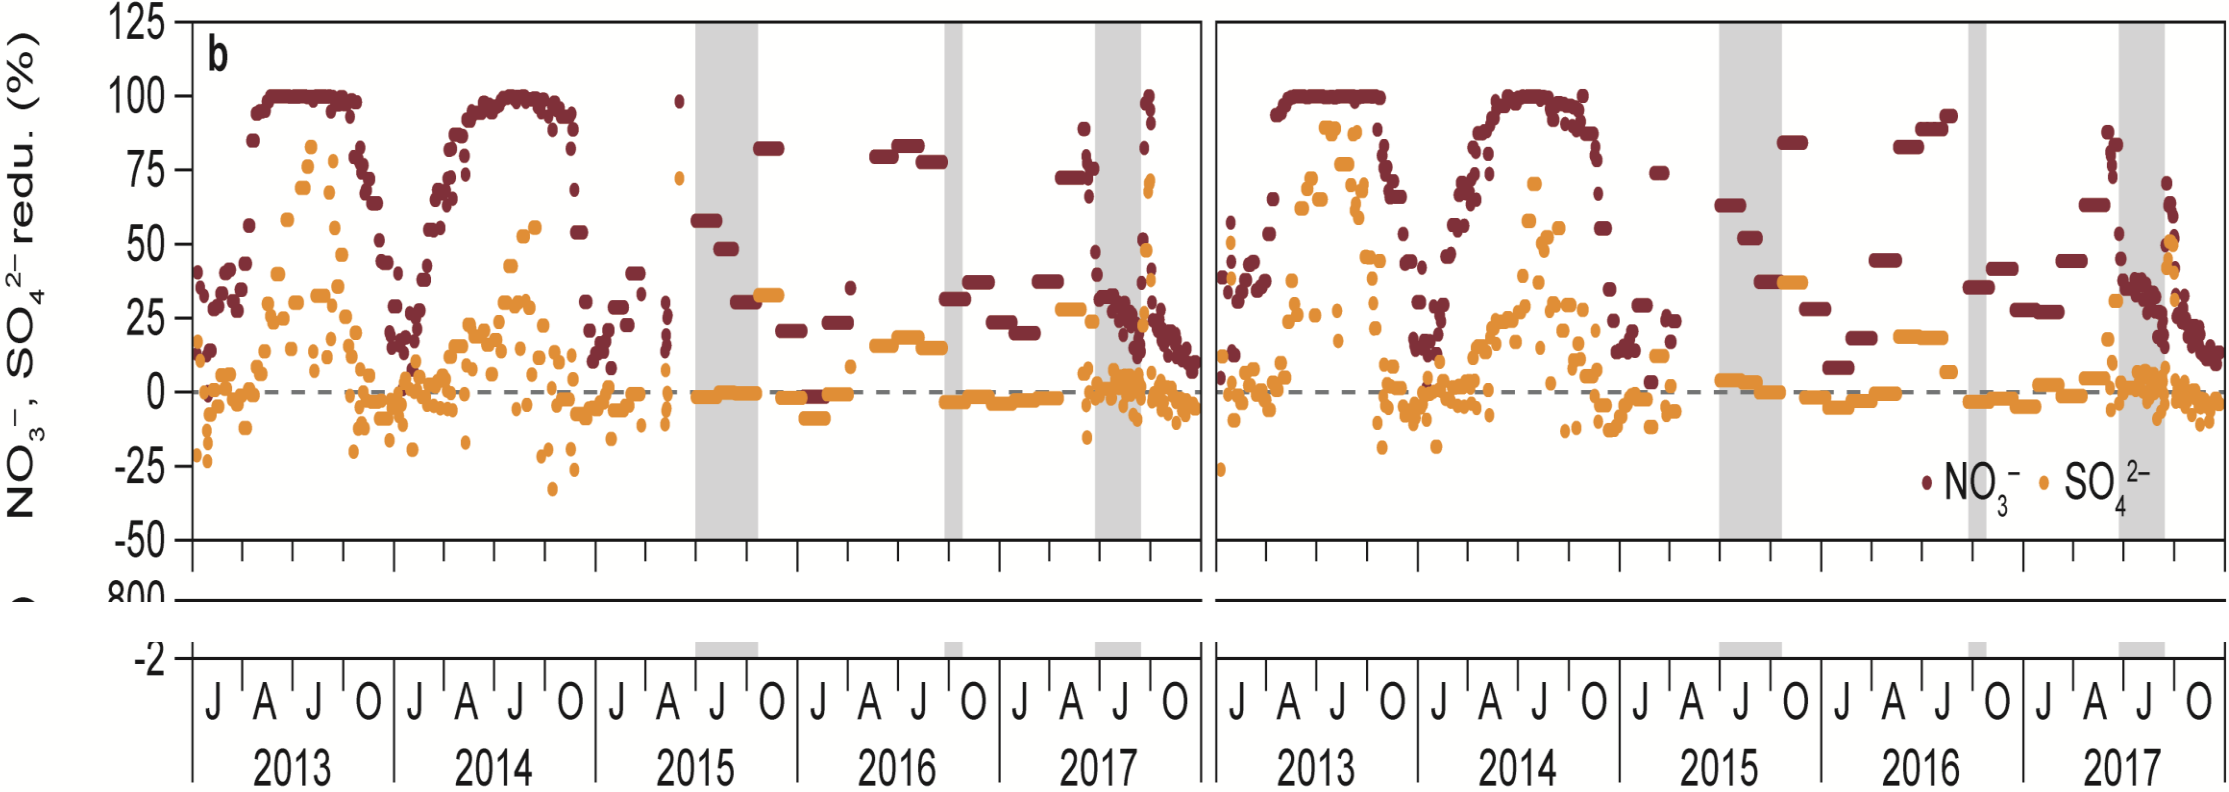 NO₃⁻, SO₄²⁻ redu. (%)
125
100
75
50
25
0
-25
-50
b
NO₃⁻ SO₄²⁻
800
-2
J A J O J A J O J A J O J A J O J A J O
J A J O J A J O J A J O J A J O J A J O
2013 2014 2015 2016 2017
2013 2014 2015 2016 2017